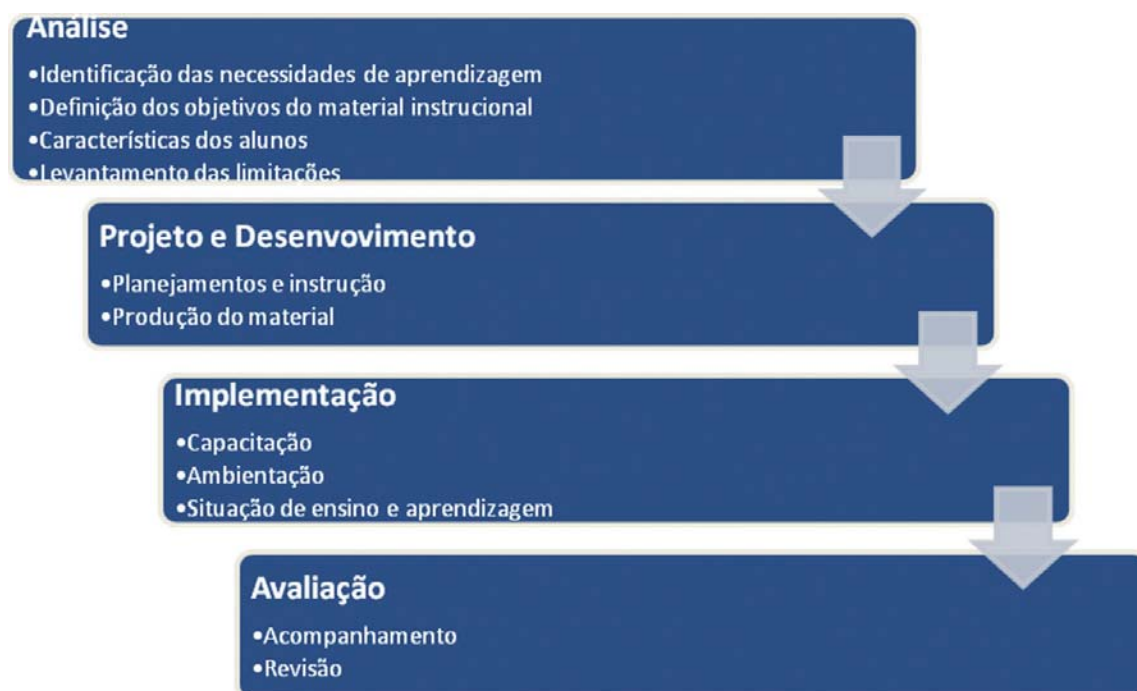 Análise
•Identificação das necessidades de aprendizagem
•Definição dos objetivos do material instrucional
•Características dos alunos
•Levantamento das limitações
Projeto e Desenvovimento
•Planejamentos e instrução
•Produção do material
Implementação
•Capacitação
•Ambientação
•Situação de ensino e aprendizagem
Avaliação
•Acompanhamento
•Revisão